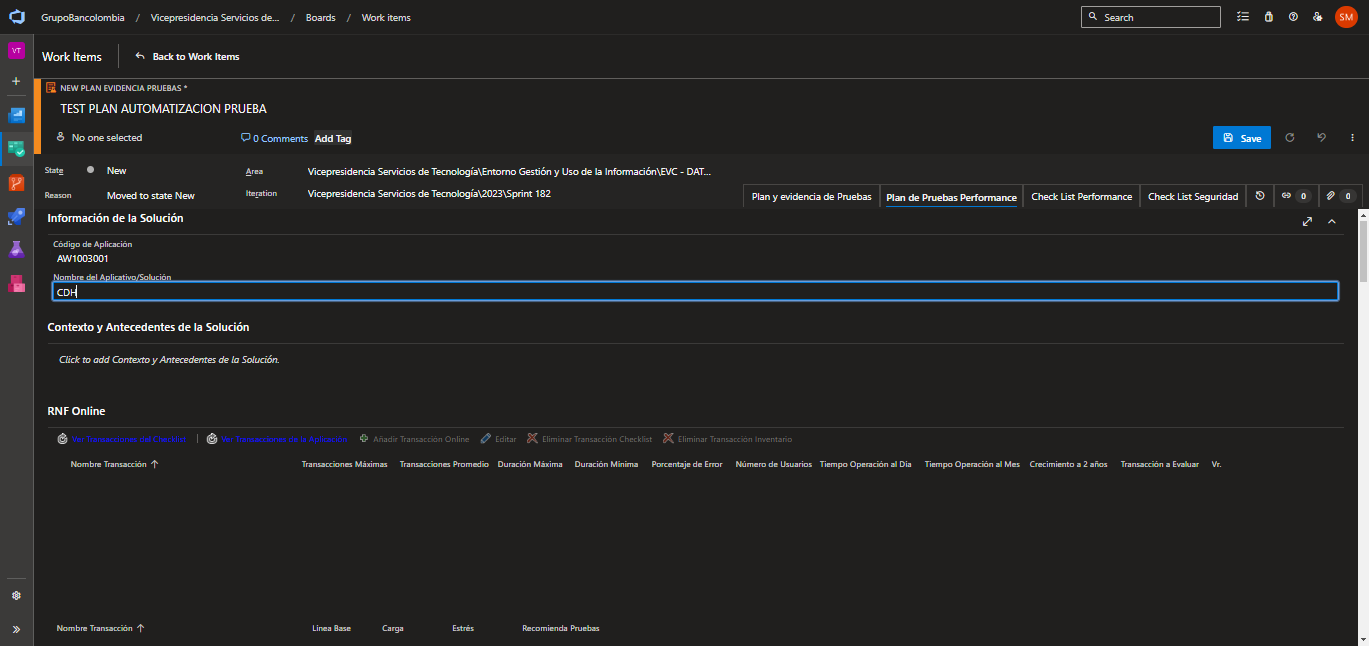 GrupoBancolombia / Vicepresidencia Servicios de... / Boards / Work items
Search
SM
VT
Work Items
Back to Work Items
NEW PLAN EVIDENCIA PRUEBAS *
TEST PLAN AUTOMATIZACION PRUEBA
No one selected
0 Comments
Add Tag
Save
State
New
Area
Vicepresidencia Servicios de Tecnología\Entorno Gestión y Uso de la Información\EVC - DAT...
Reason
Moved to state New
Iteration
Vicepresidencia Servicios de Tecnología\2023\Sprint 182
Plan y evidencia de Pruebas
Plan de Pruebas Performance
Check List Performance
Check List Seguridad
0
0
Información de la Solución
Código de Aplicación
AW1003001
Nombre del Aplicativo/Solución
CDH
Contexto y Antecedentes de la Solución
Click to add Contexto y Antecedentes de la Solución.
RNF Online
Ver Transacciones del Checklist | Ver Transacciones de la Aplicación Añadir Transacción Online Editar Eliminar Transacción Checklist Eliminar Transacción Inventario
Nombre Transacción ↑ Transacciones Máximas Transacciones Promedio Duración Máxima Duración Mínima Porcentaje de Error Número de Usuarios Tiempo Operación al Dia Tiempo Operación al Mes Crecimiento a 2 años Transacción a Evaluar Vr.
Nombre Transacción ↑ Línea Base Carga Estrés Recomienda Pruebas